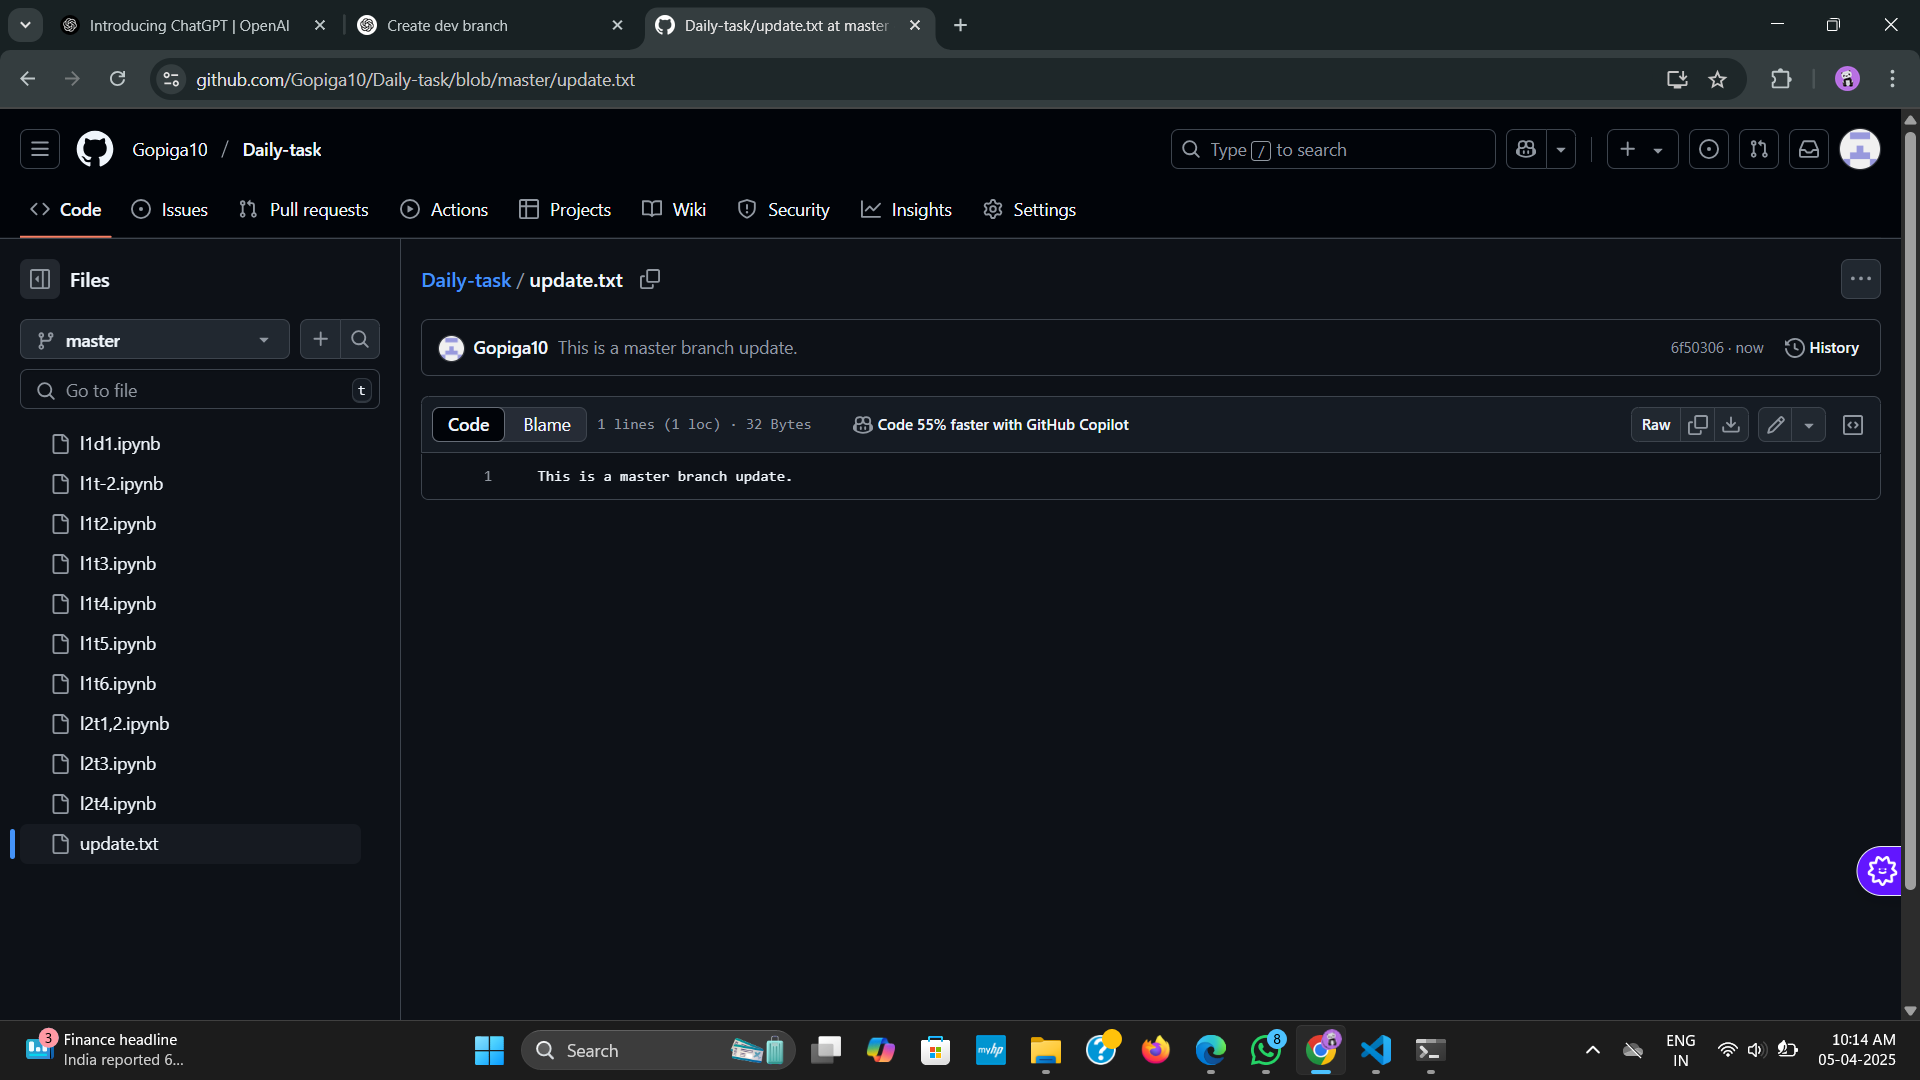 Introducing ChatGPT | OpenAI
Create dev branch
Daily-task/update.txt at master
github.com/Gopiga10/Daily-task/blob/master/update.txt
Gopiga10 / Daily-task
Type / to search
Code
Issues
Pull requests
Actions
Projects
Wiki
Security
Insights
Settings
Files
master
Go to file
t
l1d1.ipynb
l1t-2.ipynb
l1t2.ipynb
l1t3.ipynb
l1t4.ipynb
l1t5.ipynb
l1t6.ipynb
l2t1,2.ipynb
l2t3.ipynb
l2t4.ipynb
update.txt
Daily-task / update.txt
Gopiga10 This is a master branch update.
6f50306 · now
History
Code
Blame
1 lines (1 loc) · 32 Bytes
Code 55% faster with GitHub Copilot
Raw
1 This is a master branch update.
3
Finance headline
India reported 6...
Search
myhp
8
ENG
IN
10:14 AM
05-04-2025